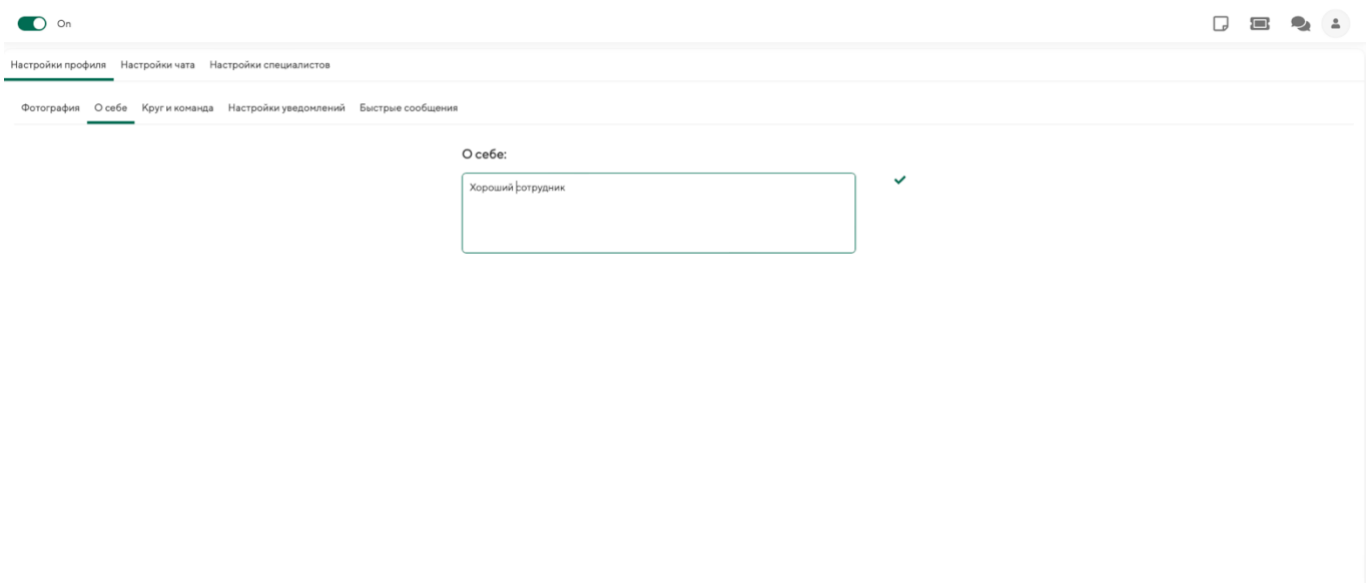 On
Настройки профиля Настройки чата Настройки специалистов
Фотография О себе Круг и команда Настройки уведомлений Быстрые сообщения
О себе:
Хороший сотрудник